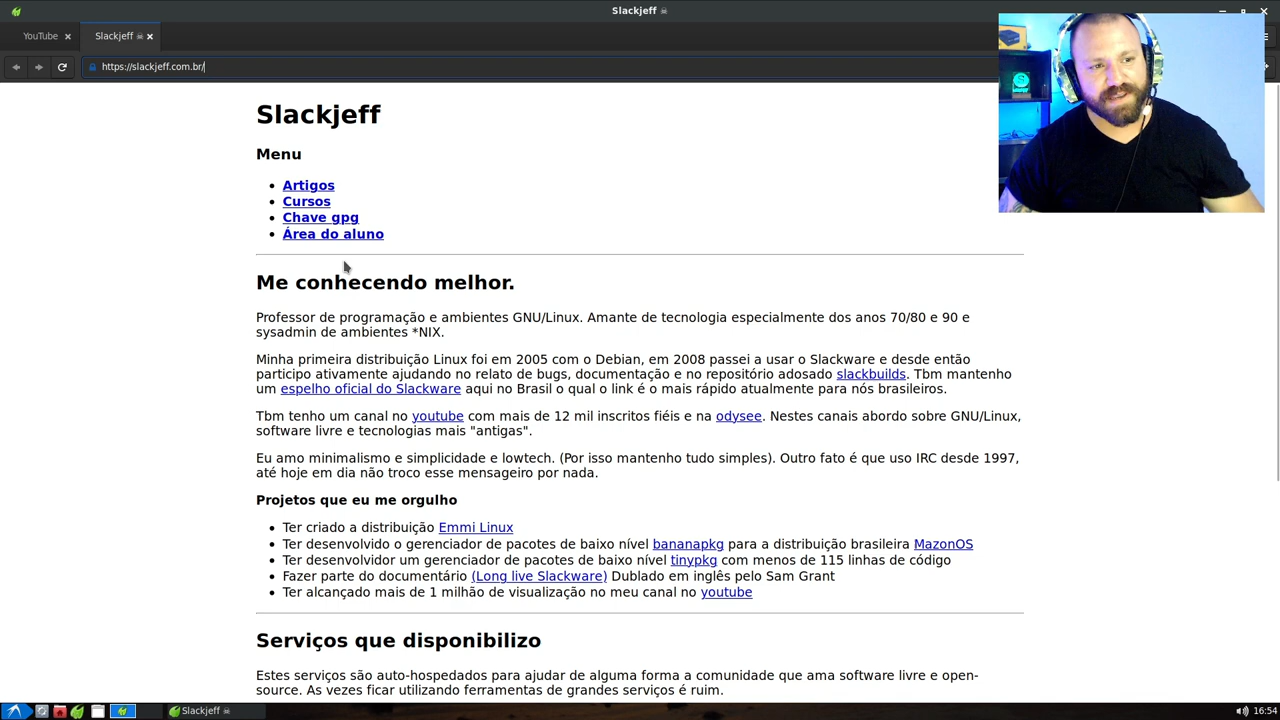 Slackjeff ☠
YouTube
Slackjeff ☠
https://slackjeff.com.br/
Slackjeff
Menu
Artigos
Cursos
Chave gpg
Área do aluno
Me conhecendo melhor.
Professor de programação e ambientes GNU/Linux. Amante de tecnologia especialmente dos anos 70/80 e 90 e
sysadmin de ambientes *NIX.
Minha primeira distribuição Linux foi em 2005 com o Debian, em 2008 passei a usar o Slackware e desde então
participo ativamente ajudando no relato de bugs, documentação e no repositório adosado slackbuilds. Tbm mantenho
um espelho oficial do Slackware aqui no Brasil o qual o link é o mais rápido atualmente para nós brasileiros.
Tbm tenho um canal no youtube com mais de 12 mil inscritos fiéis e na odysee. Nestes canais abordo sobre GNU/Linux,
software livre e tecnologias mais "antigas".
Eu amo minimalismo e simplicidade e lowtech. (Por isso mantenho tudo simples). Outro fato é que uso IRC desde 1997,
até hoje em dia não troco esse mensageiro por nada.
Projetos que eu me orgulho
Ter criado a distribuição Emmi Linux
Ter desenvolvido o gerenciador de pacotes de baixo nível bananapkg para a distribuição brasileira MazonOS
Ter desenvolvidor um gerenciador de pacotes de baixo nível tinypkg com menos de 115 linhas de código
Fazer parte do documentário (Long live Slackware) Dublado em inglês pelo Sam Grant
Ter alcançado mais de 1 milhão de visualização no meu canal no youtube
Serviços que disponibilizo
Estes serviços são auto-hospedados para ajudar de alguma forma a comunidade que ama software livre e open-
source. As vezes ficar utilizando ferramentas de grandes serviços é ruim.
Slackjeff ☠
16:54